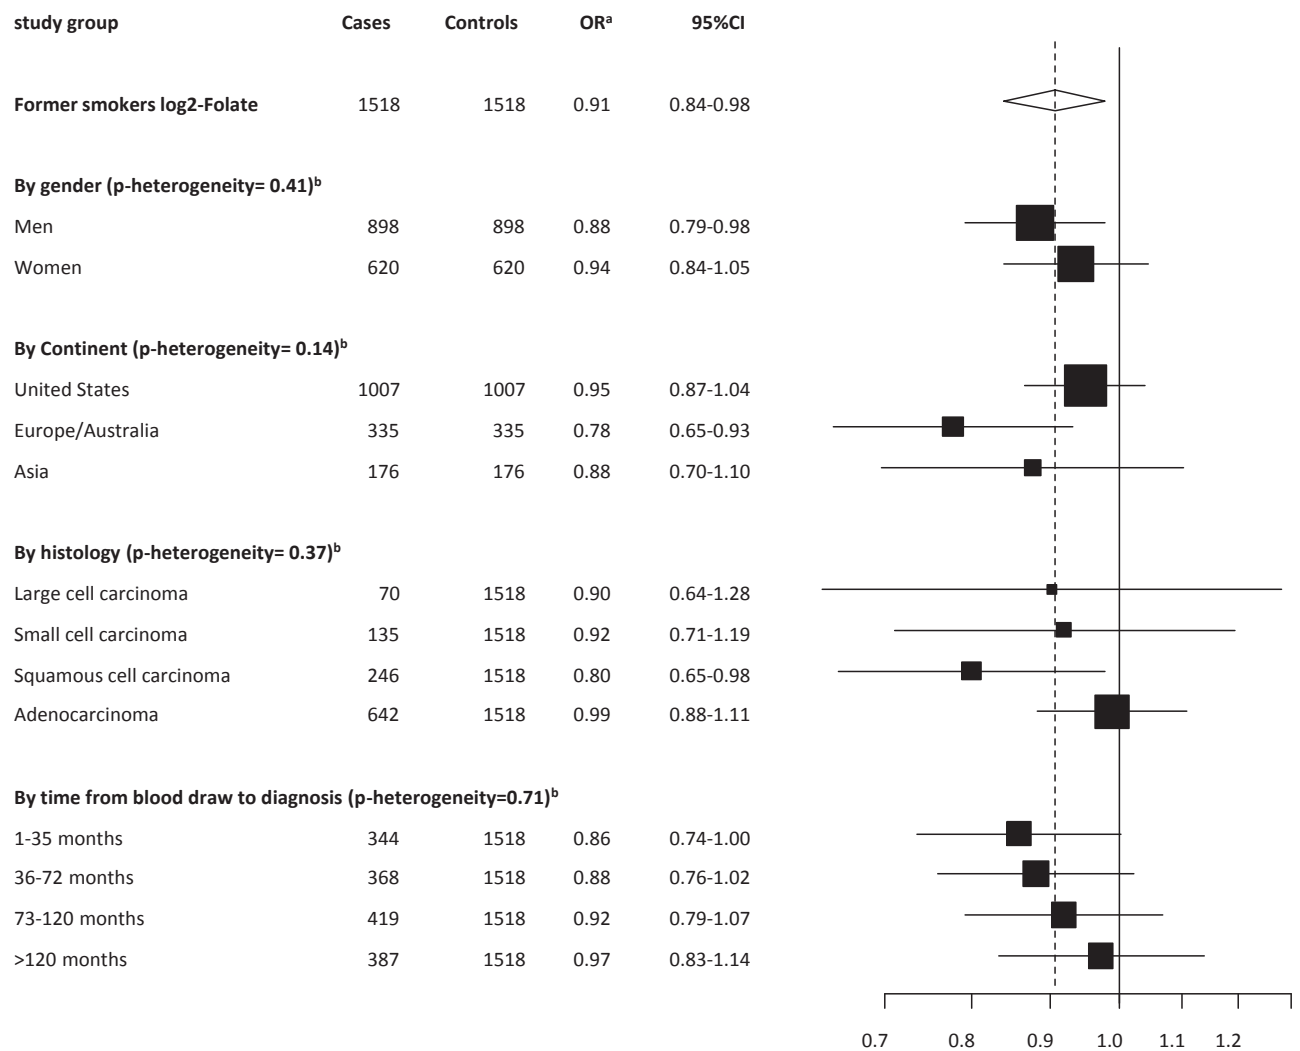 study group Cases Controls ORᵃ 95%CI
Former smokers log2-Folate 1518 1518 0.91 0.84-0.98
By gender (p-heterogeneity= 0.41)ᵇ
Men 898 898 0.88 0.79-0.98
Women 620 620 0.94 0.84-1.05
By Continent (p-heterogeneity= 0.14)ᵇ
United States 1007 1007 0.95 0.87-1.04
Europe/Australia 335 335 0.78 0.65-0.93
Asia 176 176 0.88 0.70-1.10
By histology (p-heterogeneity= 0.37)ᵇ
Large cell carcinoma 70 1518 0.90 0.64-1.28
Small cell carcinoma 135 1518 0.92 0.71-1.19
Squamous cell carcinoma 246 1518 0.80 0.65-0.98
Adenocarcinoma 642 1518 0.99 0.88-1.11
By time from blood draw to diagnosis (p-heterogeneity=0.71)ᵇ
1-35 months 344 1518 0.86 0.74-1.00
36-72 months 368 1518 0.88 0.76-1.02
73-120 months 419 1518 0.92 0.79-1.07
>120 months 387 1518 0.97 0.83-1.14
0.7 0.8 0.9 1.0 1.1 1.2